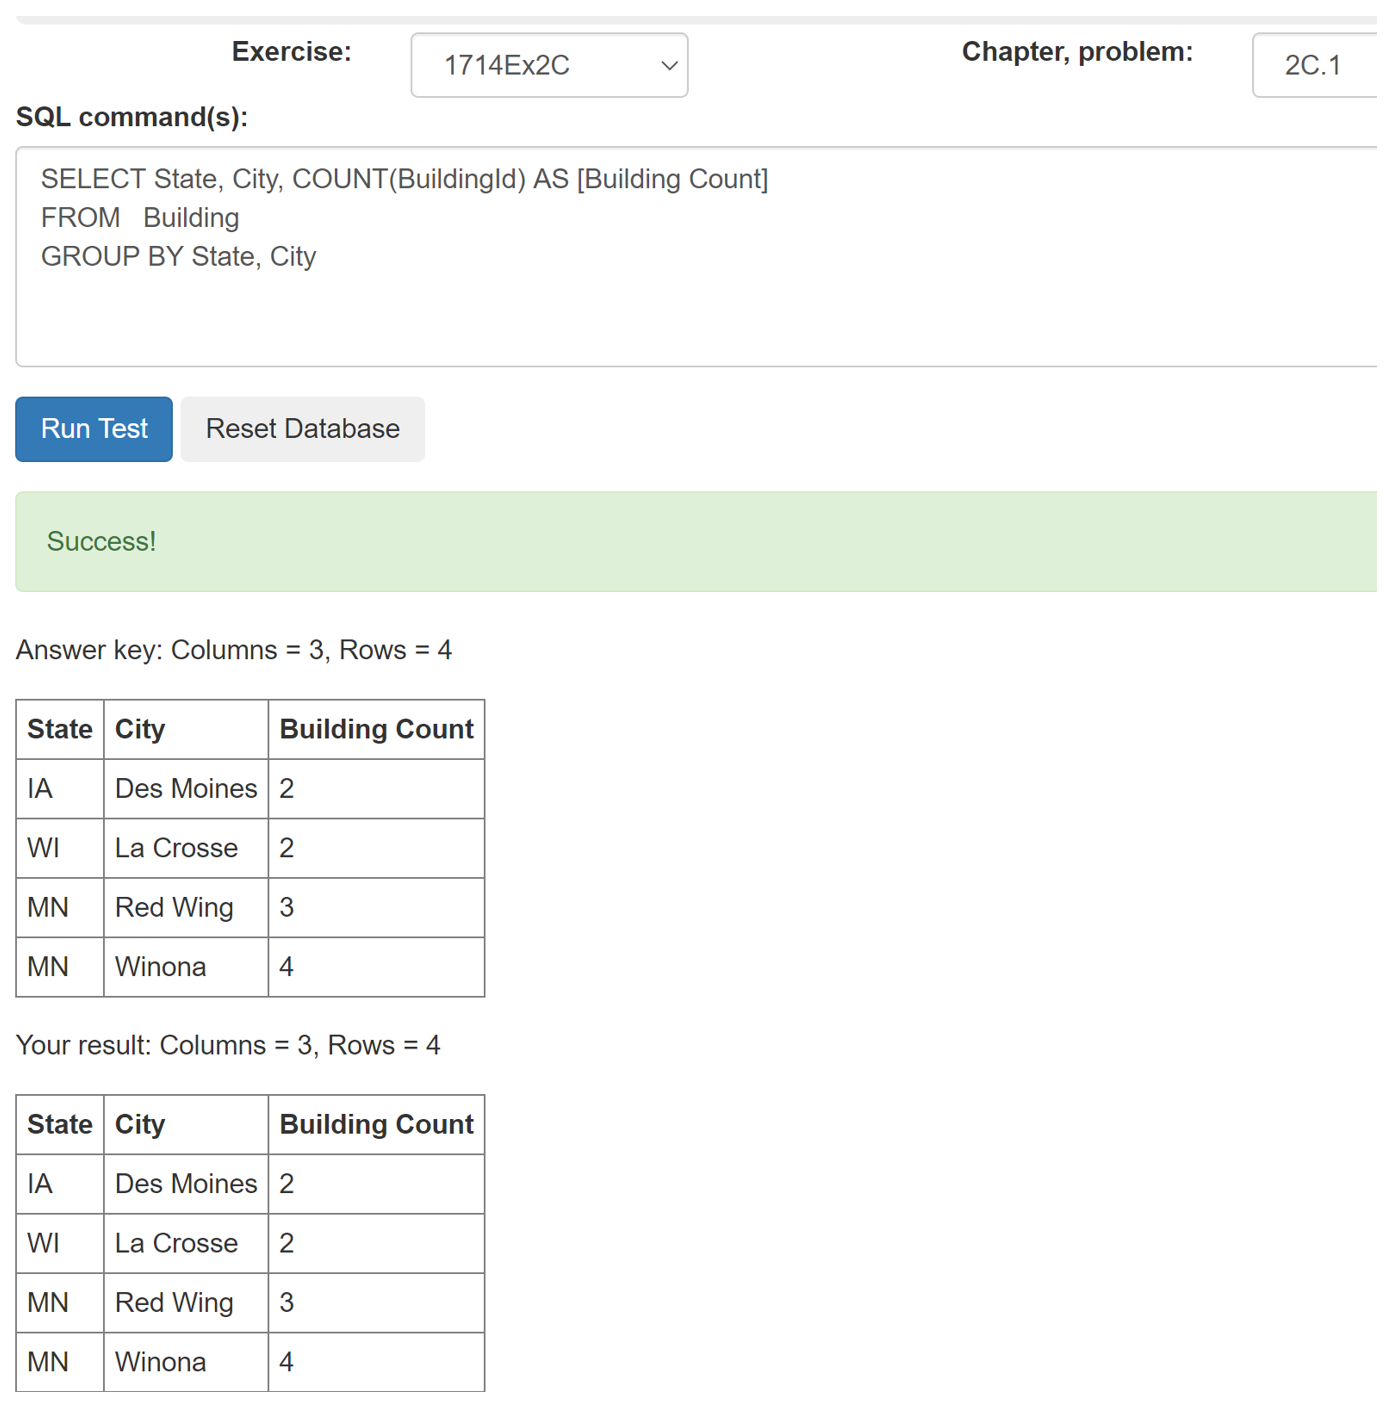 Exercise: 1714Ex2C Chapter, problem: 2C.1
SQL command(s):
SELECT State, City, COUNT(BuildingId) AS [Building Count]
FROM   Building
GROUP BY State, City
Run Test Reset Database
Success!
Answer key: Columns = 3, Rows = 4
State City Building Count
IA Des Moines 2
WI La Crosse 2
MN Red Wing 3
MN Winona 4
Your result: Columns = 3, Rows = 4
State City Building Count
IA Des Moines 2
WI La Crosse 2
MN Red Wing 3
MN Winona 4